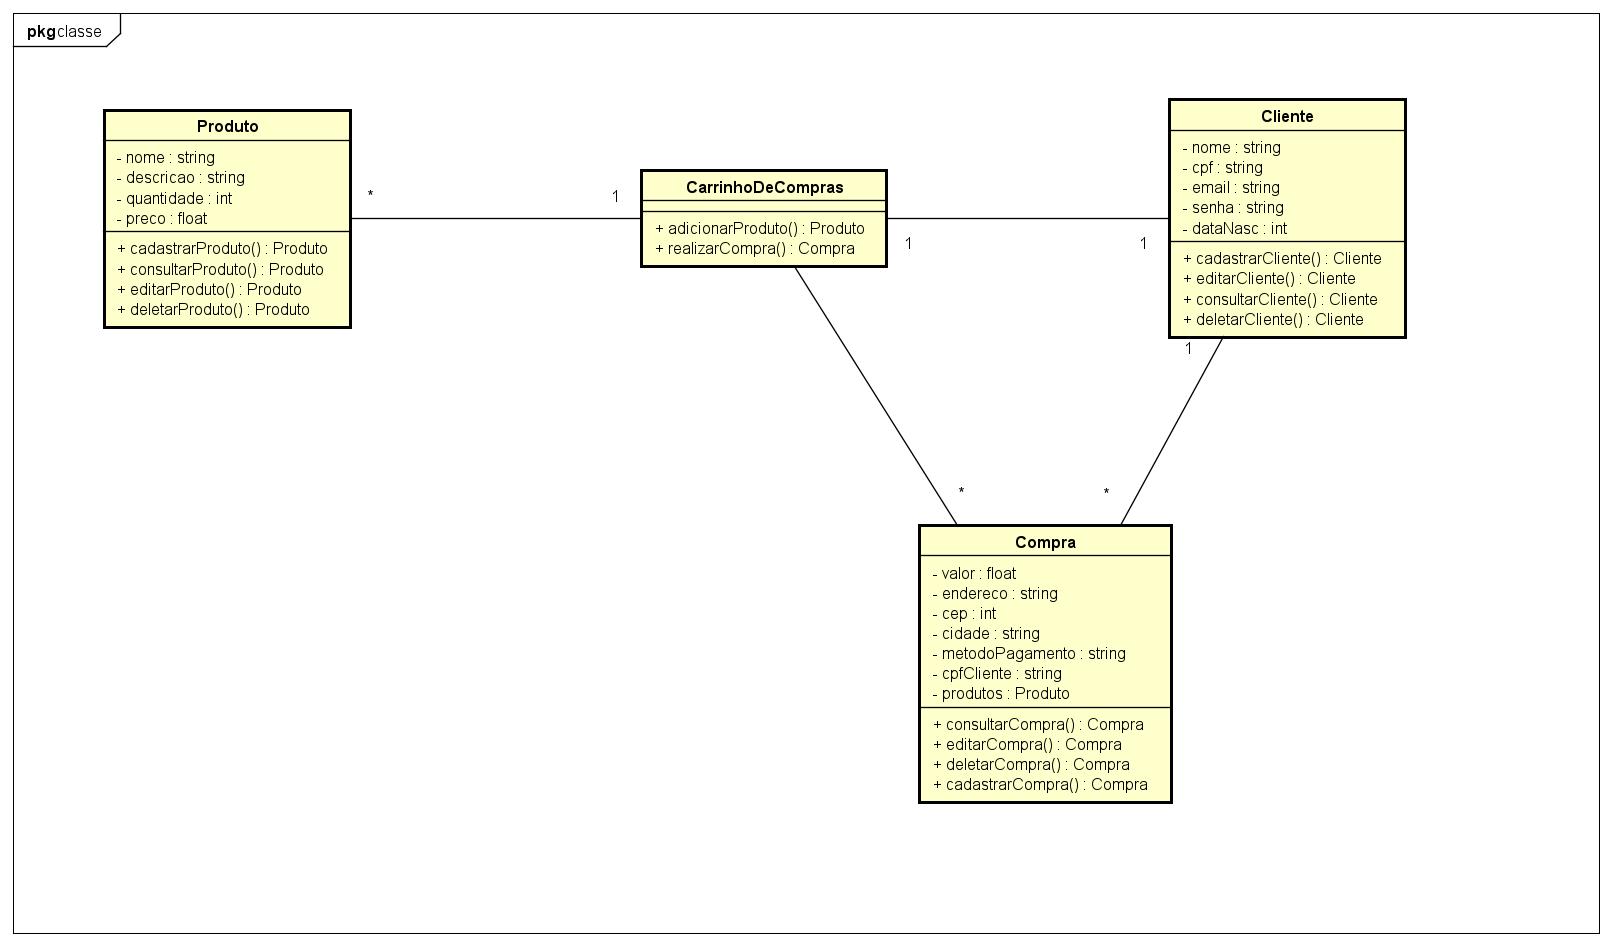 pkg classe
Produto
- nome : string
- descricao : string
- quantidade : int
- preco : float
+ cadastrarProduto() : Produto
+ consultarProduto() : Produto
+ editarProduto() : Produto
+ deletarProduto() : Produto
*
1
CarrinhoDeCompras
+ adicionarProduto() : Produto
+ realizarCompra() : Compra
1
1
Cliente
- nome : string
- cpf : string
- email : string
- senha : string
- dataNasc : int
+ cadastrarCliente() : Cliente
+ editarCliente() : Cliente
+ consultarCliente() : Cliente
+ deletarCliente() : Cliente
1
*
*
Compra
- valor : float
- endereco : string
- cep : int
- cidade : string
- metodoPagamento : string
- cpfCliente : string
- produtos : Produto
+ consultarCompra() : Compra
+ editarCompra() : Compra
+ deletarCompra() : Compra
+ cadastrarCompra() : Compra